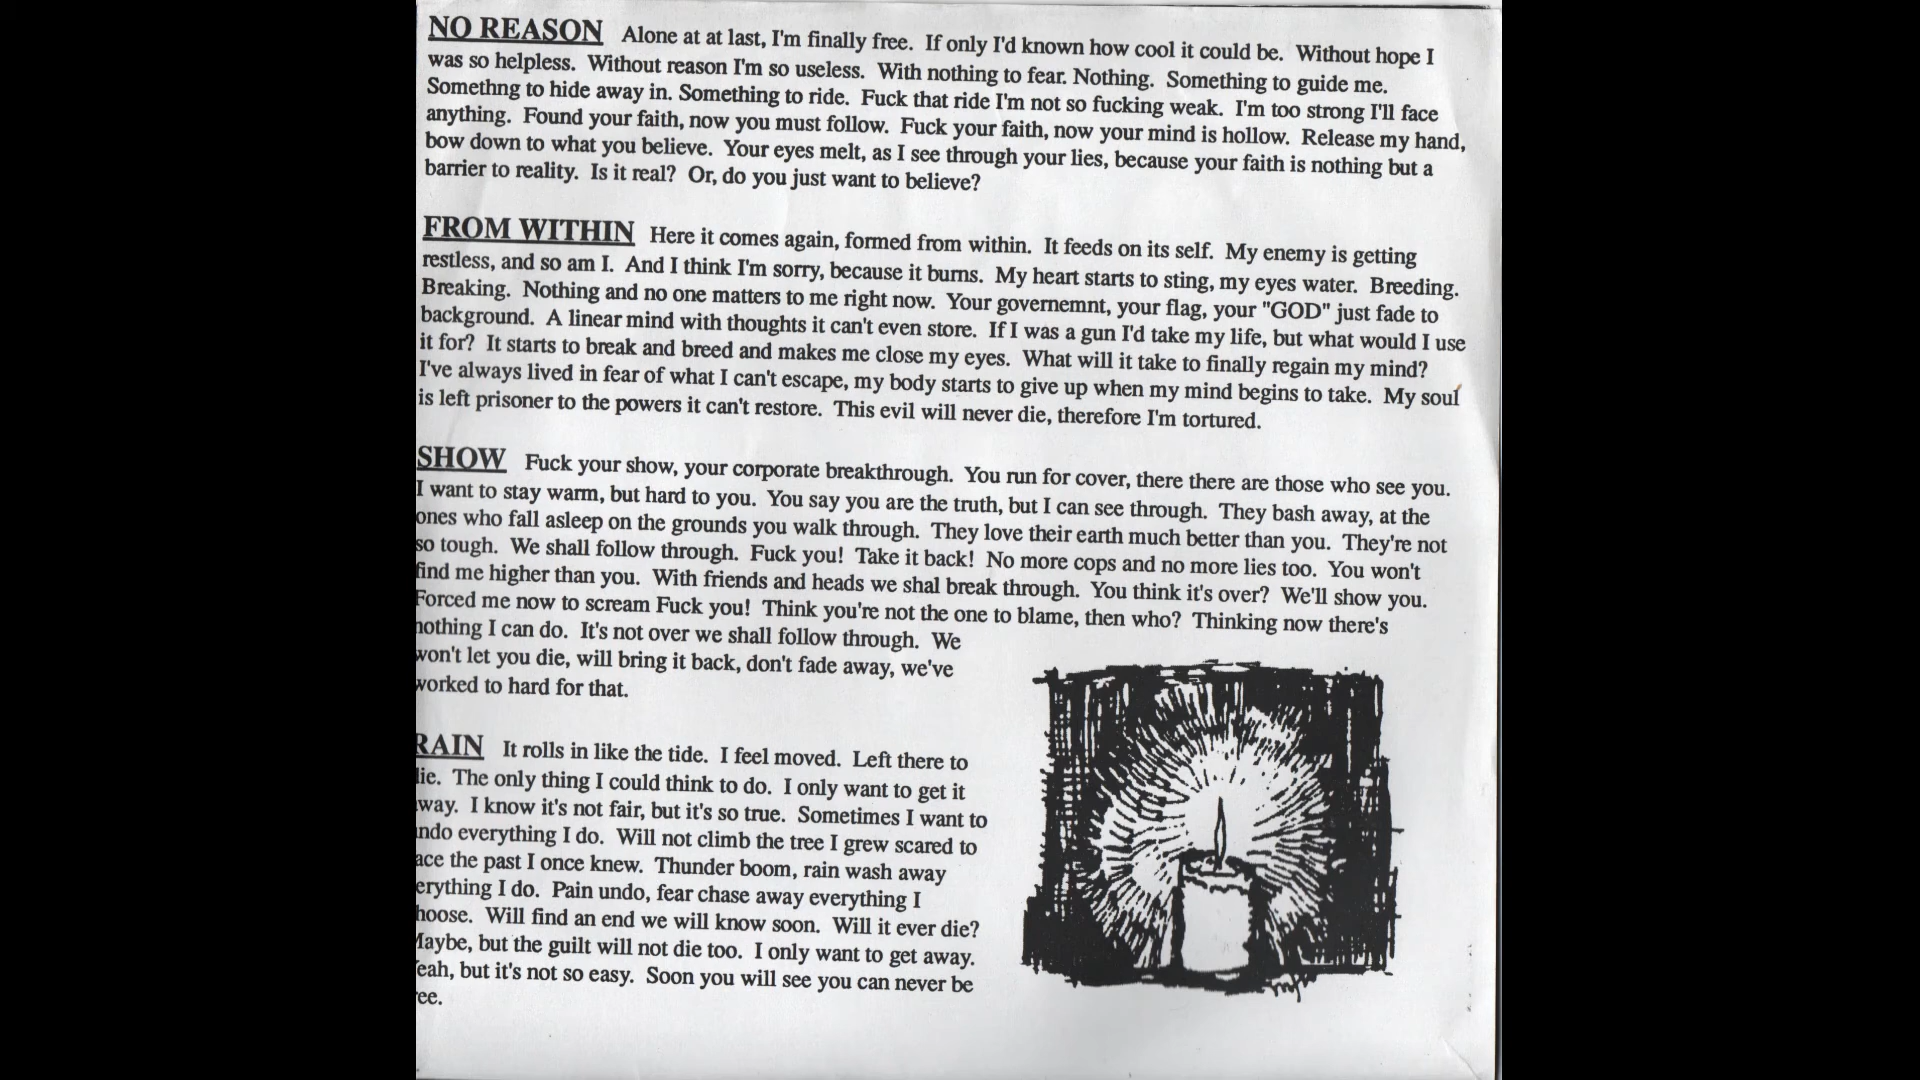 NO REASON Alone at at last, I'm finally free. If only I'd known how cool it could be. Without hope I
was so helpless. Without reason I'm so useless. With nothing to fear. Nothing. Something to guide me.
Somethng to hide away in. Something to ride. Fuck that ride I'm not so fucking weak. I'm too strong I'll face
anything. Found your faith, now you must follow. Fuck your faith, now your mind is hollow. Release my hand,
bow down to what you believe. Your eyes melt, as I see through your lies, because your faith is nothing but a
barrier to reality. Is it real? Or, do you just want to believe?
FROM WITHIN Here it comes again, formed from within. It feeds on its self. My enemy is getting
restless, and so am I. And I think I'm sorry, because it burns. My heart starts to sting, my eyes water. Breeding.
Breaking. Nothing and no one matters to me right now. Your governemnt, your flag, your "GOD" just fade to
background. A linear mind with thoughts it can't even store. If I was a gun I'd take my life, but what would I use
it for? It starts to break and breed and makes me close my eyes. What will it take to finally regain my mind?
I've always lived in fear of what I can't escape, my body starts to give up when my mind begins to take. My soul
is left prisoner to the powers it can't restore. This evil will never die, therefore I'm tortured.
SHOW Fuck your show, your corporate breakthrough. You run for cover, there there are those who see you.
I want to stay warm, but hard to you. You say you are the truth, but I can see through. They bash away, at the
ones who fall asleep on the grounds you walk through. They love their earth much better than you. They're not
so tough. We shall follow through. Fuck you! Take it back! No more cops and no more lies too. You won't
find me higher than you. With friends and heads we shal break through. You think it's over? We'll show you.
Forced me now to scream Fuck you! Think you're not the one to blame, then who? Thinking now there's
nothing I can do. It's not over we shall follow through. We
won't let you die, will bring it back, don't fade away, we've
worked to hard for that.
RAIN It rolls in like the tide. I feel moved. Left there to
lie. The only thing I could think to do. I only want to get it
way. I know it's not fair, but it's so true. Sometimes I want to
ndo everything I do. Will not climb the tree I grew scared to
ace the past I once knew. Thunder boom, rain wash away
erything I do. Pain undo, fear chase away everything I
hoose. Will find an end we will know soon. Will it ever die?
Maybe, but the guilt will not die too. I only want to get away.
eah, but it's not so easy. Soon you will see you can never be
ree.